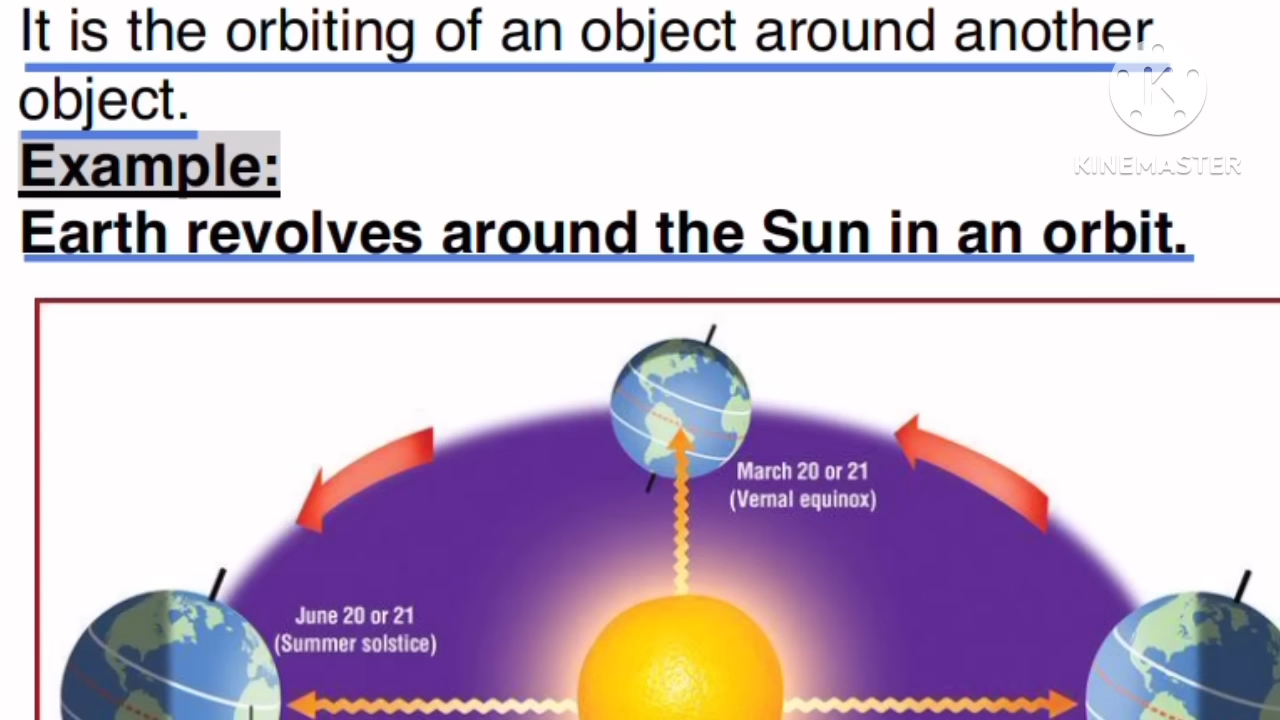 It is the orbiting of an object around another
object.
KINEMASTER
Example:
Earth revolves around the Sun in an orbit.
March 20 or 21
(Vernal equinox)
June 20 or 21
(Summer solstice)